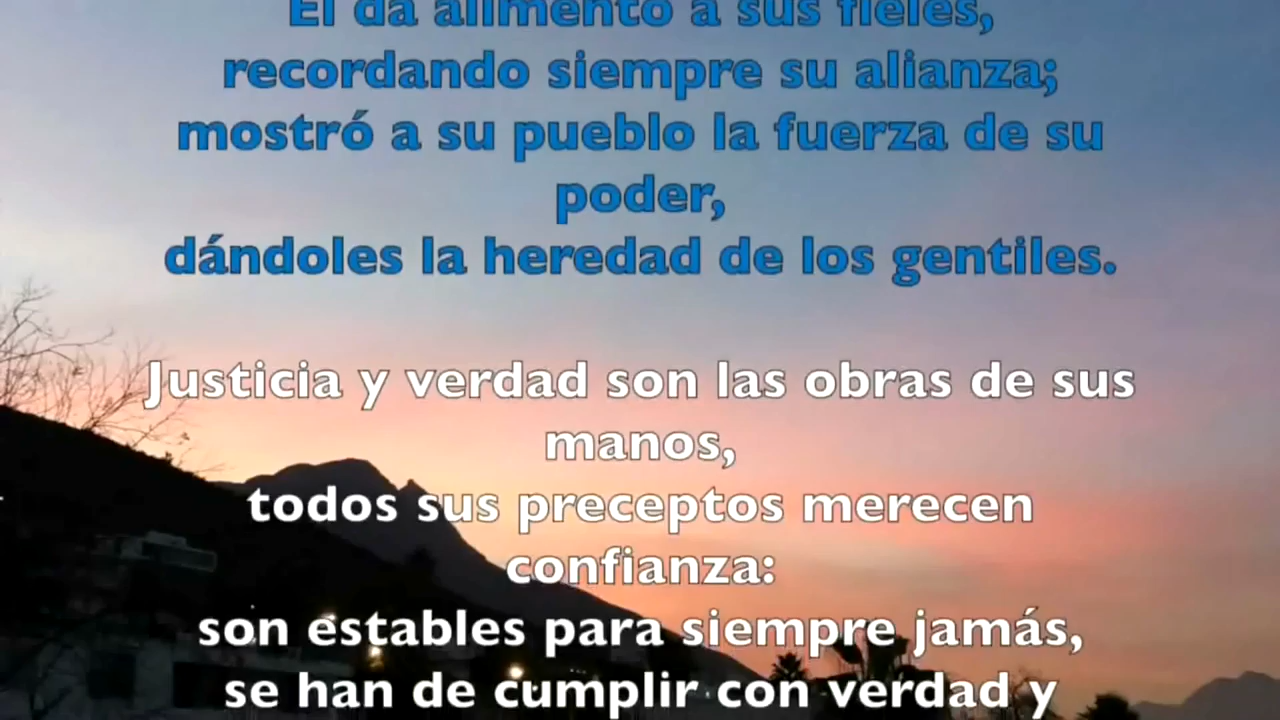 Él da alimento a sus fieles,
recordando siempre su alianza;
mostró a su pueblo la fuerza de su
poder,
dándoles la heredad de los gentiles.
Justicia y verdad son las obras de sus
manos,
todos sus preceptos merecen
confianza:
son estables para siempre jamás,
se han de cumplir con verdad y